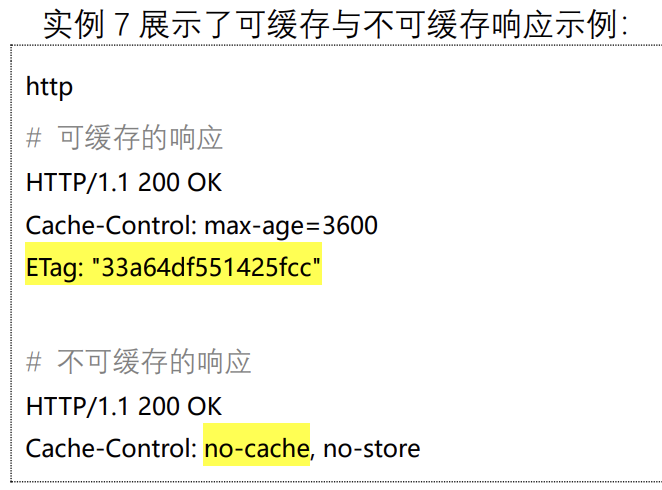 实例 7 展示了可缓存与不可缓存响应示例：
http
# 可缓存的响应
HTTP/1.1 200 OK
Cache-Control: max-age=3600
ETag: "33a64df551425fcc"
# 不可缓存的响应
HTTP/1.1 200 OK
Cache-Control: no-cache, no-store